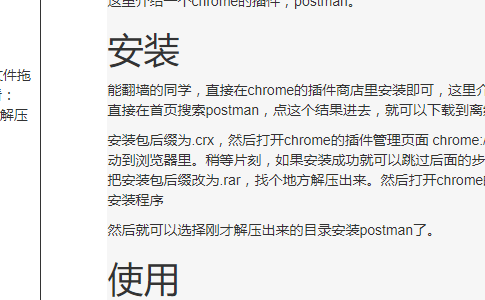 文件拖
解压
这里介绍一个chrome的插件，postman。
安装
能翻墙的同学，直接在chrome的插件商店里安装即可，这里介
直接在首页搜索postman，点这个结果进去，就可以下载到离
安装包后缀为.crx，然后打开chrome的插件管理页面 chrome:/
动到浏览器里。稍等片刻，如果安装成功就可以跳过后面的步
把安装包后缀改为.rar，找个地方解压出来。然后打开chrome
安装程序
然后就可以选择刚才解压出来的目录安装postman了。
使用